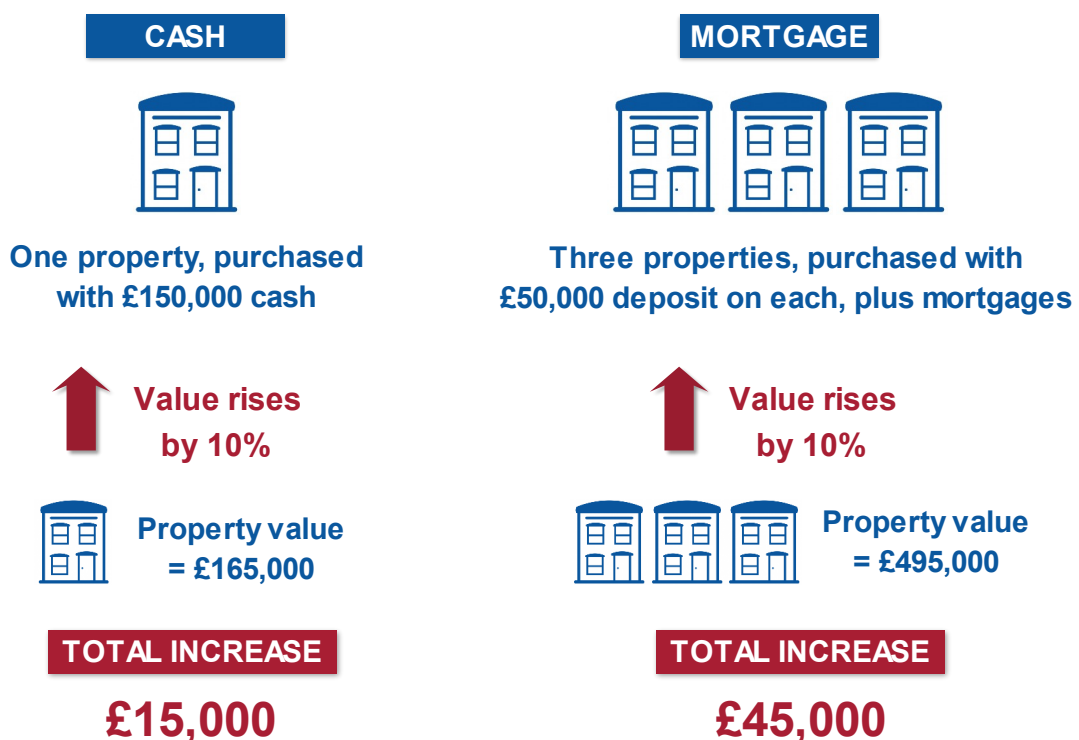 CASH
One property, purchased
with £150,000 cash
Value rises
by 10%
Property value
= £165,000
TOTAL INCREASE
£15,000
MORTGAGE
Three properties, purchased with
£50,000 deposit on each, plus mortgages
Value rises
by 10%
Property value
= £495,000
TOTAL INCREASE
£45,000